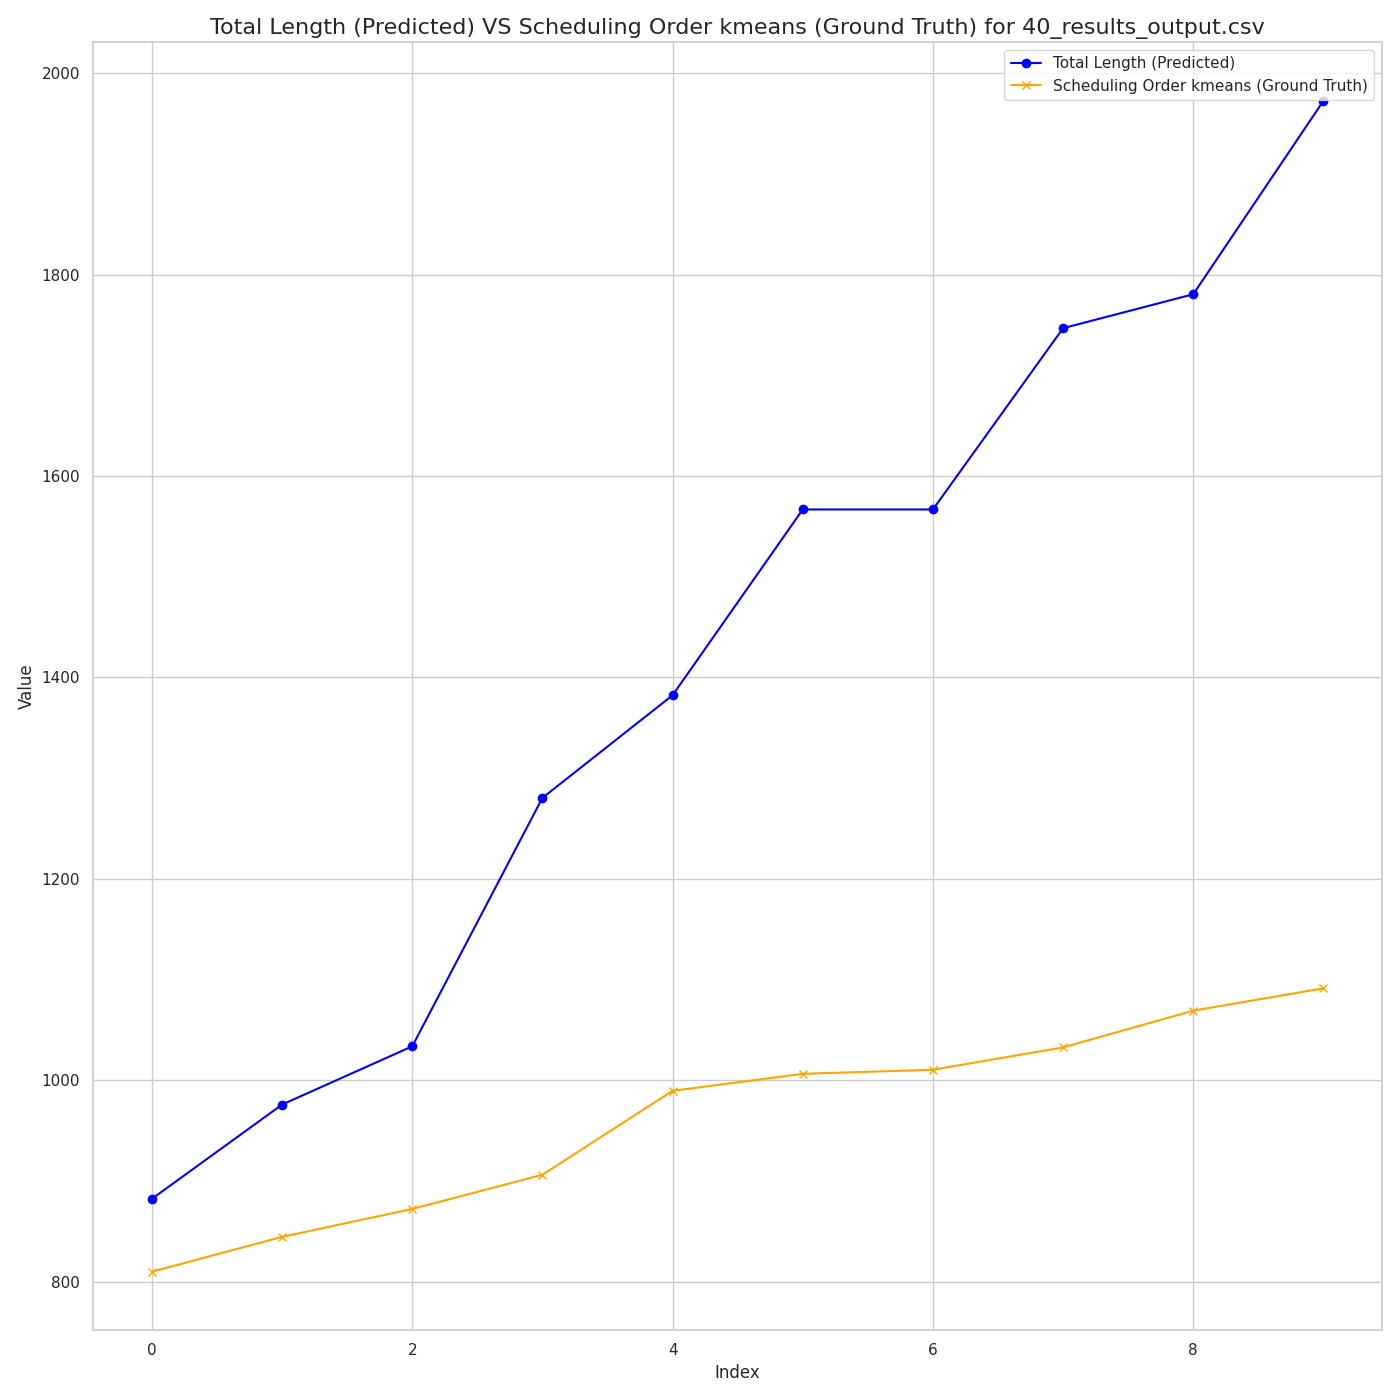 Total Length (Predicted) VS Scheduling Order kmeans (Ground Truth) for 40_results_output.csv
Total Length (Predicted)
Scheduling Order kmeans (Ground Truth)
2000
1800
1600
1400
1200
1000
800
Value
0 2 4 6 8
Index